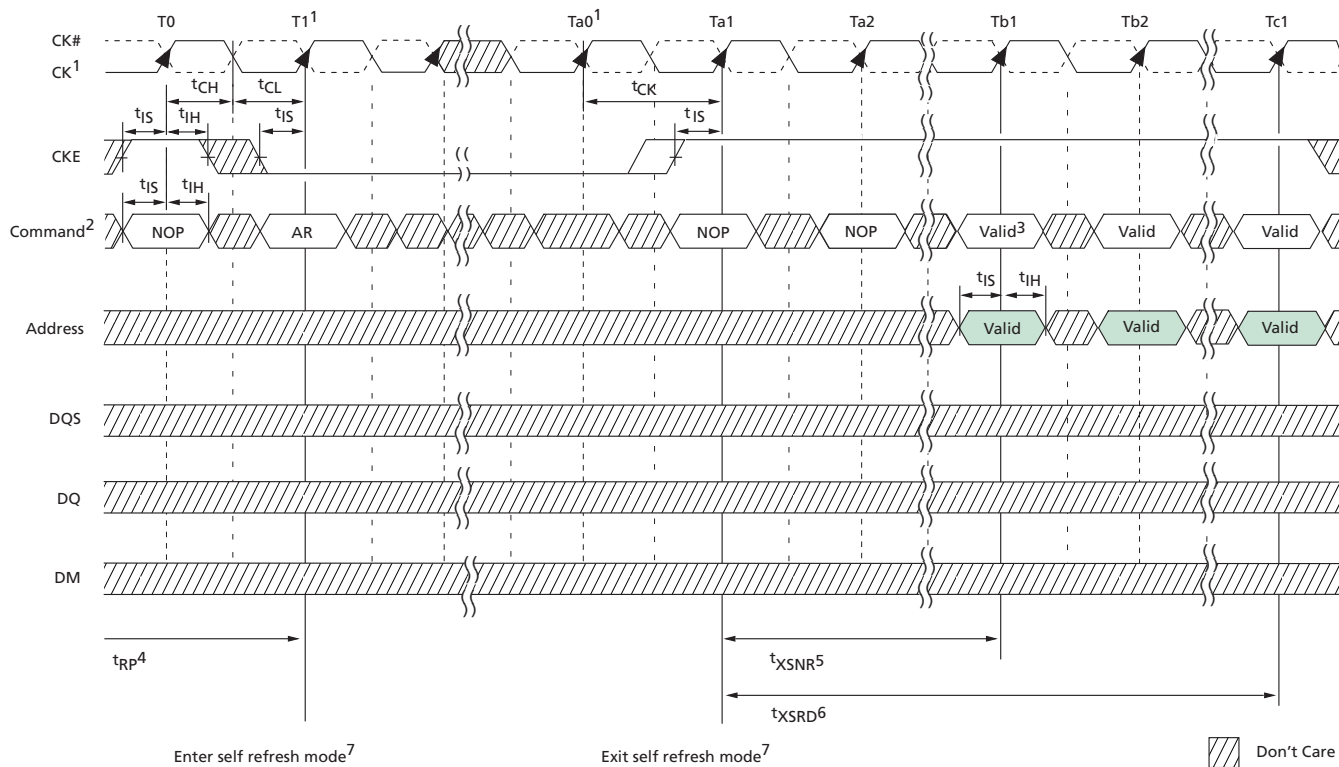 T0 T1¹ Ta0¹ Ta1 Ta2 Tb1 Tb2 Tc1
CK#
CK¹
tCH tCL tCK
tIS tIH tIS tIS
CKE
tIS tIH
Command² NOP AR NOP NOP Valid³ Valid Valid
tIS tIH
Address Valid Valid Valid
DQS
DQ
DM
tRP⁴ tXSNR⁵
tXSRD⁶
Enter self refresh mode⁷ Exit self refresh mode⁷ Don't Care